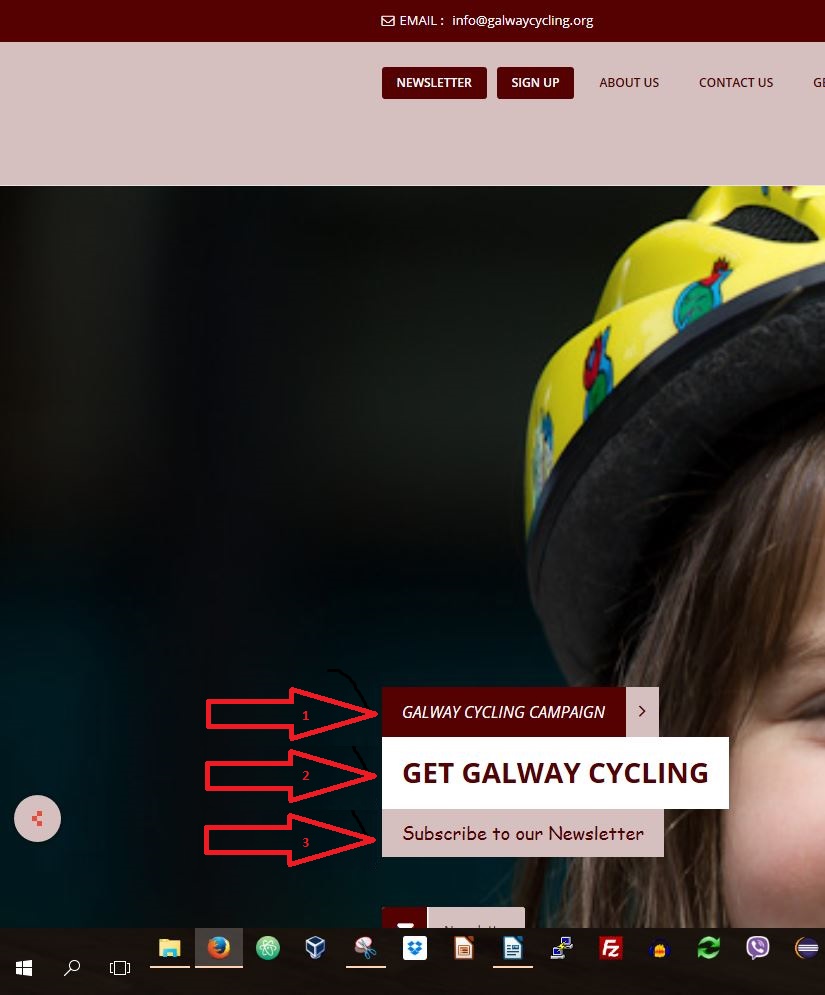 EMAIL : info@galwaycycling.org
NEWSLETTER SIGN UP ABOUT US CONTACT US GE
1 GALWAY CYCLING CAMPAIGN
2 GET GALWAY CYCLING
3 Subscribe to our Newsletter
Fz